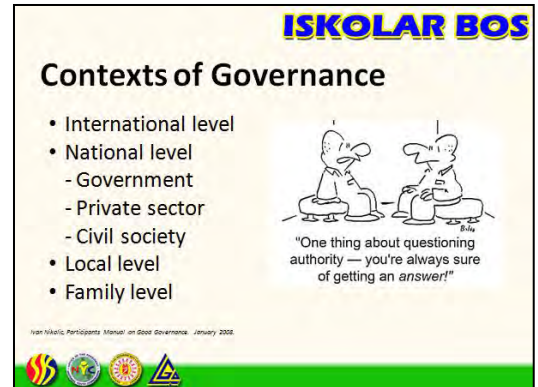 ISKOLAR BOS
Contexts of Governance
• International level
• National level
- Government
- Private sector
- Civil society
• Local level
• Family level
"One thing about questioning
authority — you're always sure
of getting an answer!"
Ivan Nikolic, Participants Manual on Good Governance. January 2008.